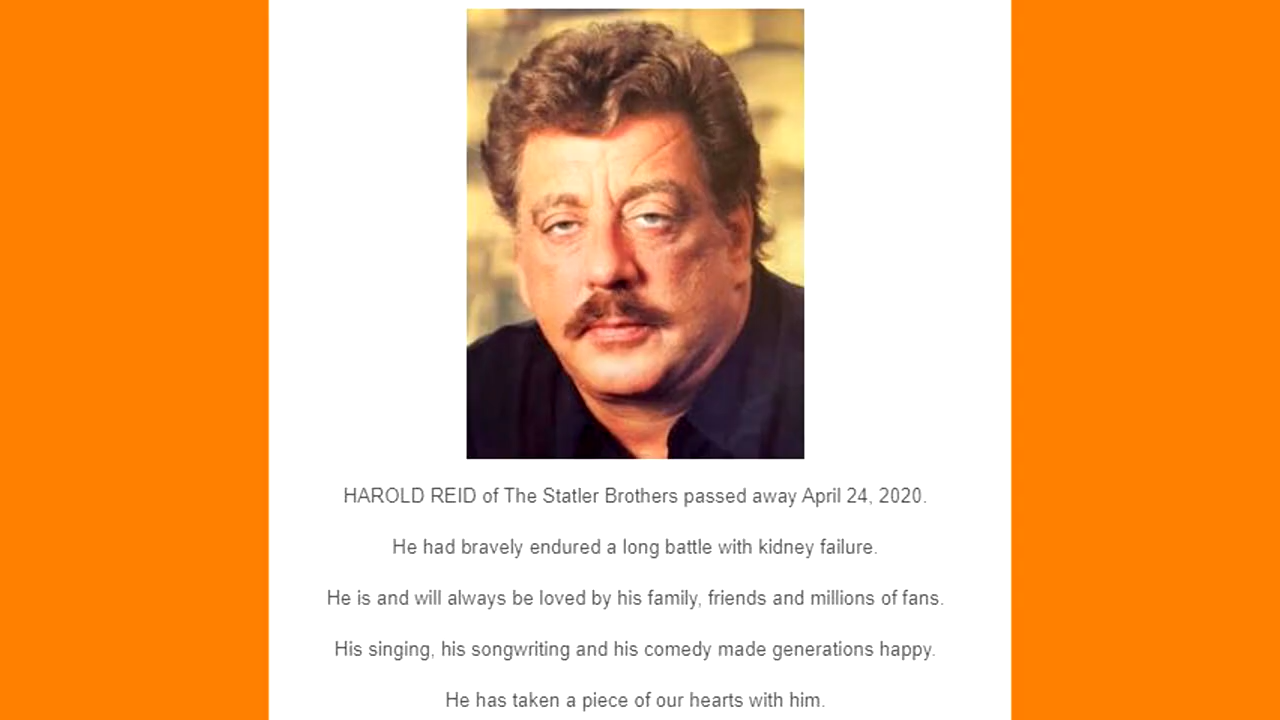 HAROLD REID of The Statler Brothers passed away April 24, 2020.
He had bravely endured a long battle with kidney failure.
He is and will always be loved by his family, friends and millions of fans.
His singing, his songwriting and his comedy made generations happy.
He has taken a piece of our hearts with him.